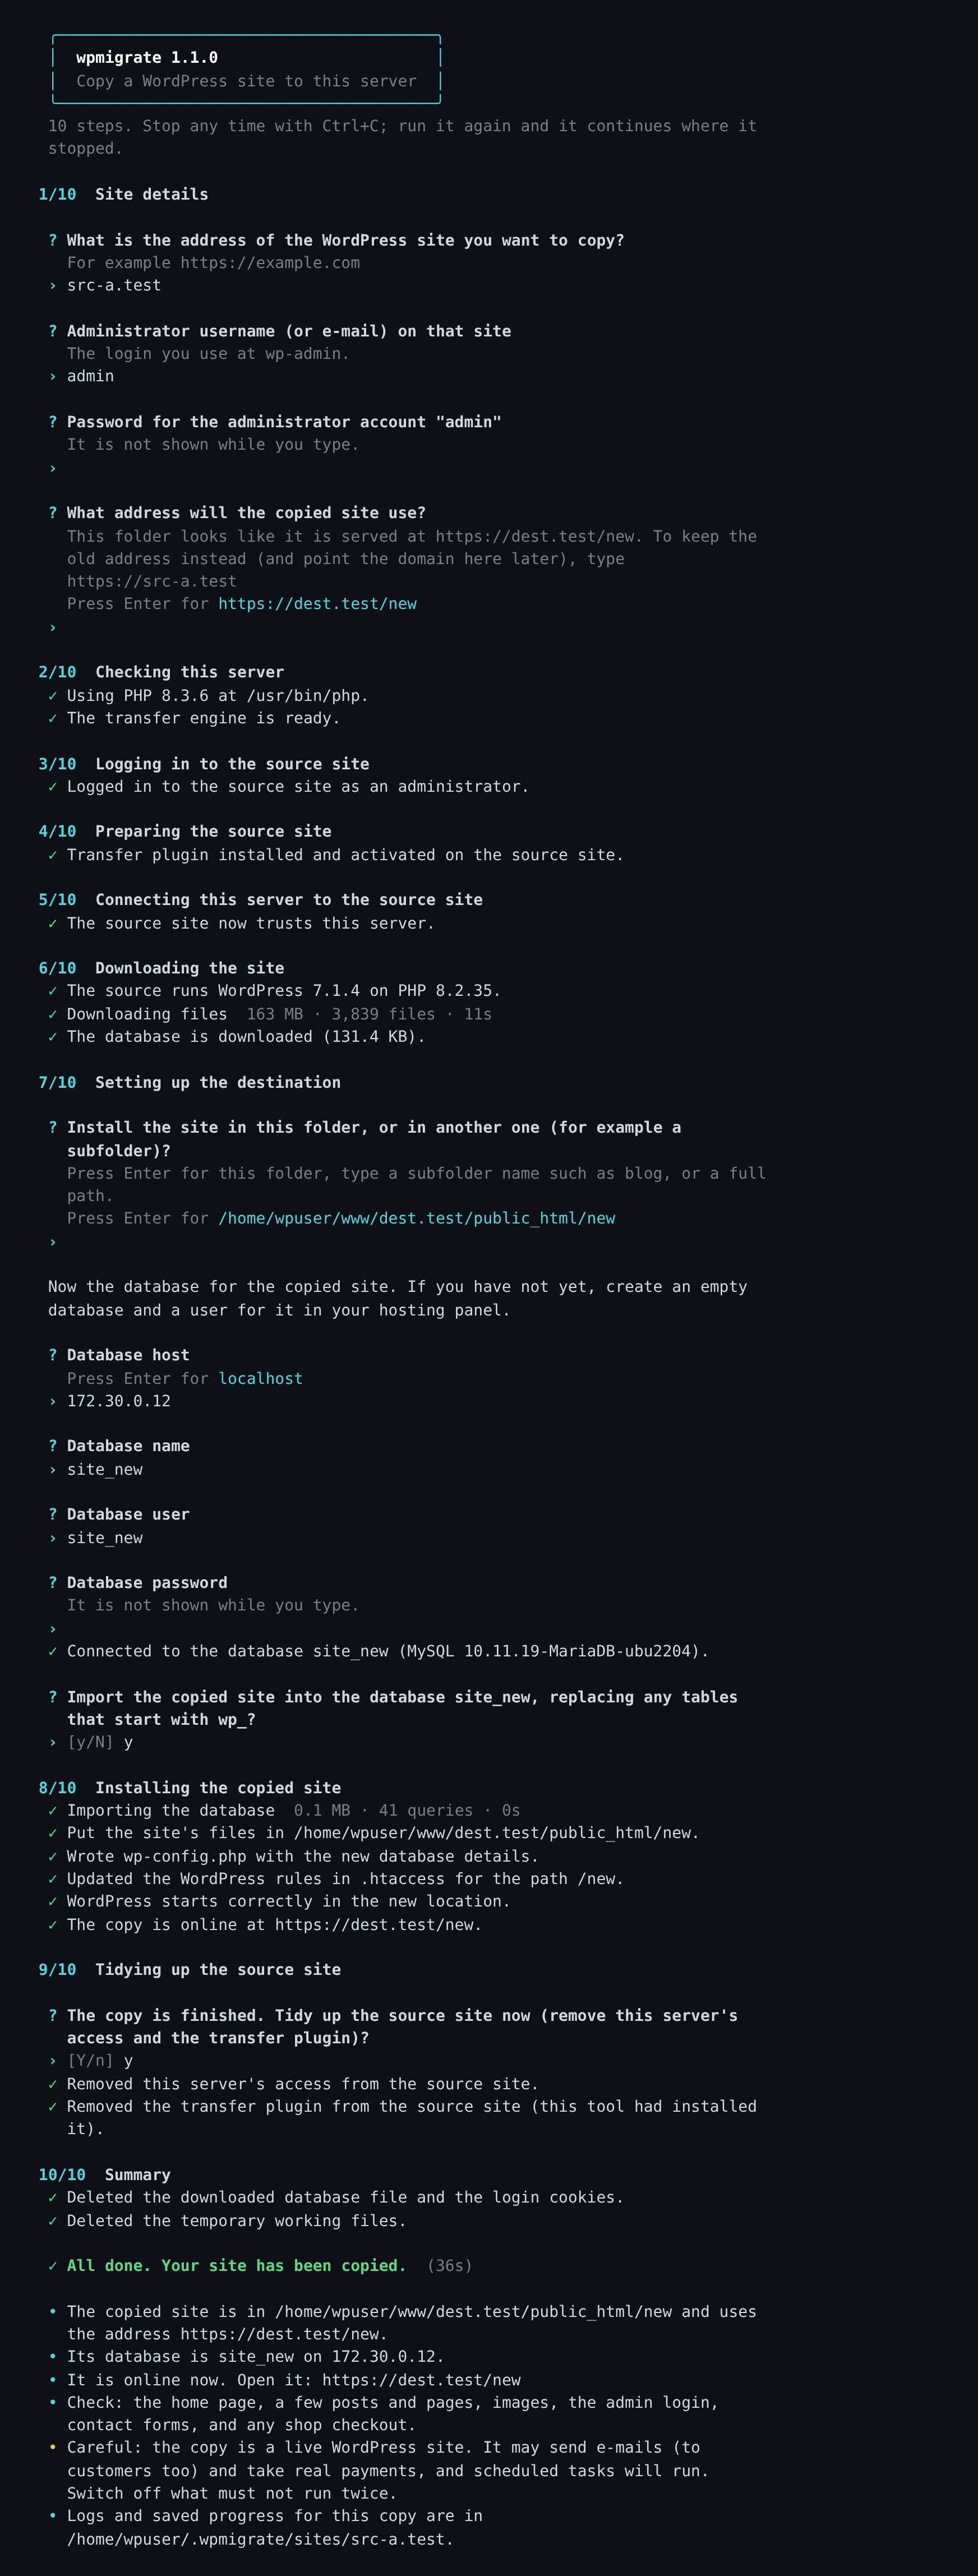 wpmigrate 1.1.0
Copy a WordPress site to this server
10 steps. Stop any time with Ctrl+C; run it again and it continues where it
stopped.
1/10  Site details
? What is the address of the WordPress site you want to copy?
For example https://example.com
› src-a.test
? Administrator username (or e-mail) on that site
The login you use at wp-admin.
› admin
? Password for the administrator account "admin"
It is not shown while you type.
›
? What address will the copied site use?
This folder looks like it is served at https://dest.test/new. To keep the
old address instead (and point the domain here later), type
https://src-a.test
Press Enter for https://dest.test/new
›
2/10  Checking this server
✓ Using PHP 8.3.6 at /usr/bin/php.
✓ The transfer engine is ready.
3/10  Logging in to the source site
✓ Logged in to the source site as an administrator.
4/10  Preparing the source site
✓ Transfer plugin installed and activated on the source site.
5/10  Connecting this server to the source site
✓ The source site now trusts this server.
6/10  Downloading the site
✓ The source runs WordPress 7.1.4 on PHP 8.2.35.
✓ Downloading files  163 MB · 3,839 files · 11s
✓ The database is downloaded (131.4 KB).
7/10  Setting up the destination
? Install the site in this folder, or in another one (for example a
subfolder)?
Press Enter for this folder, type a subfolder name such as blog, or a full
path.
Press Enter for /home/wpuser/www/dest.test/public_html/new
›
Now the database for the copied site. If you have not yet, create an empty
database and a user for it in your hosting panel.
? Database host
Press Enter for localhost
› 172.30.0.12
? Database name
› site_new
? Database user
› site_new
? Database password
It is not shown while you type.
›
✓ Connected to the database site_new (MySQL 10.11.19-MariaDB-ubu2204).
? Import the copied site into the database site_new, replacing any tables
that start with wp_?
› [y/N] y
8/10  Installing the copied site
✓ Importing the database  0.1 MB · 41 queries · 0s
✓ Put the site's files in /home/wpuser/www/dest.test/public_html/new.
✓ Wrote wp-config.php with the new database details.
✓ Updated the WordPress rules in .htaccess for the path /new.
✓ WordPress starts correctly in the new location.
✓ The copy is online at https://dest.test/new.
9/10  Tidying up the source site
? The copy is finished. Tidy up the source site now (remove this server's
access and the transfer plugin)?
› [Y/n] y
✓ Removed this server's access from the source site.
✓ Removed the transfer plugin from the source site (this tool had installed
it).
10/10  Summary
✓ Deleted the downloaded database file and the login cookies.
✓ Deleted the temporary working files.
✓ All done. Your site has been copied.  (36s)
• The copied site is in /home/wpuser/www/dest.test/public_html/new and uses
the address https://dest.test/new.
• Its database is site_new on 172.30.0.12.
• It is online now. Open it: https://dest.test/new
• Check: the home page, a few posts and pages, images, the admin login,
contact forms, and any shop checkout.
• Careful: the copy is a live WordPress site. It may send e-mails (to
customers too) and take real payments, and scheduled tasks will run.
Switch off what must not run twice.
• Logs and saved progress for this copy are in
/home/wpuser/.wpmigrate/sites/src-a.test.